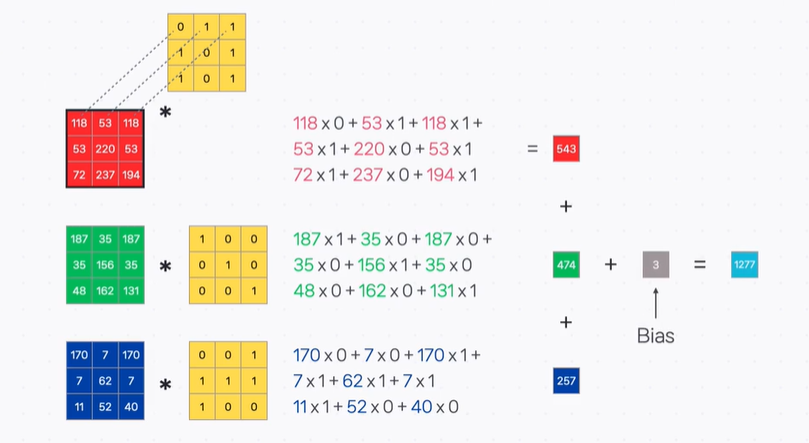 0 1 1
1 0 1
1 0 1
*
118 53 118
53 220 53
72 237 194
118 x 0 + 53 x 1 + 118 x 1 +
53 x 1 + 220 x 0 + 53 x 1
72 x 1 + 237 x 0 + 194 x 1
= 543
+
187 35 187
35 156 35
48 162 131
*
1 0 0
0 1 0
0 0 1
187 x 1 + 35 x 0 + 187 x 0 +
35 x 0 + 156 x 1 + 35 x 0
48 x 0 + 162 x 0 + 131 x 1
474 + 3 = 1277
Bias
+
170 7 170
7 62 7
11 52 40
*
0 0 1
1 1 1
1 0 0
170 x 0 + 7 x 0 + 170 x 1 +
7 x 1 + 62 x 1 + 7 x 1
11 x 1 + 52 x 0 + 40 x 0
257